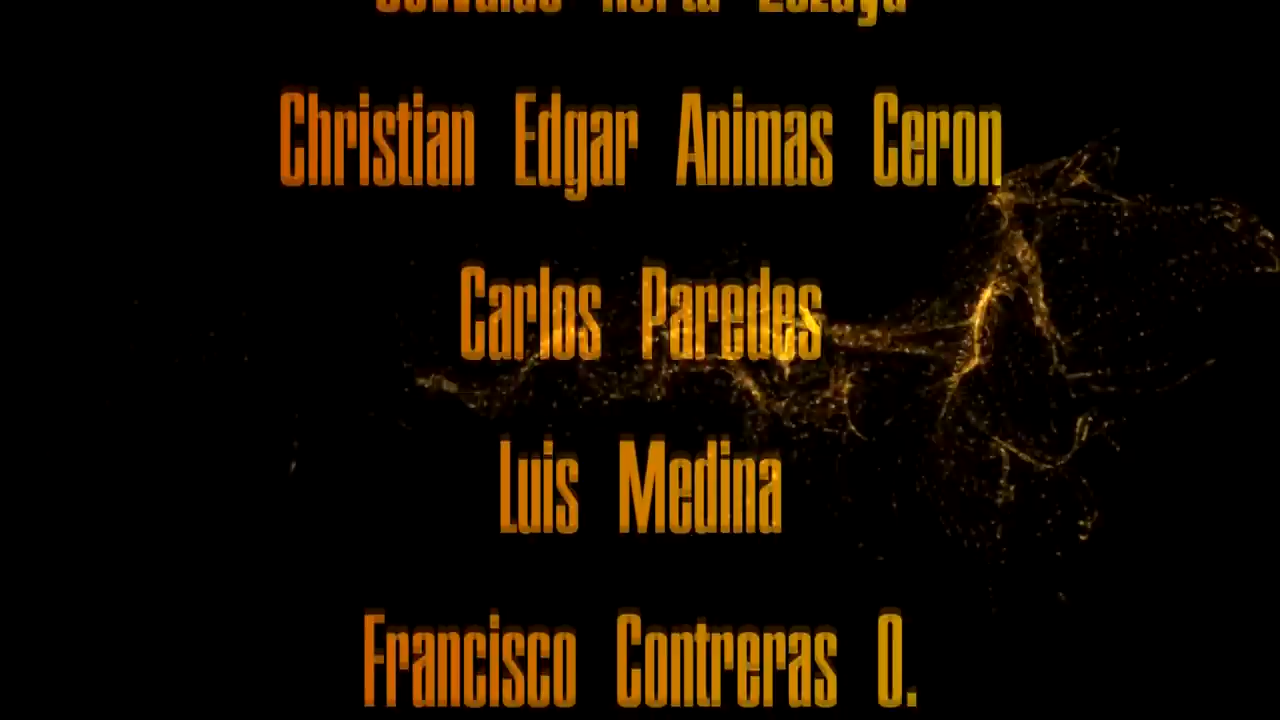 Christian Edgar Animas Ceron
Carlos Paredes
Luis Medina
Francisco Contreras O.